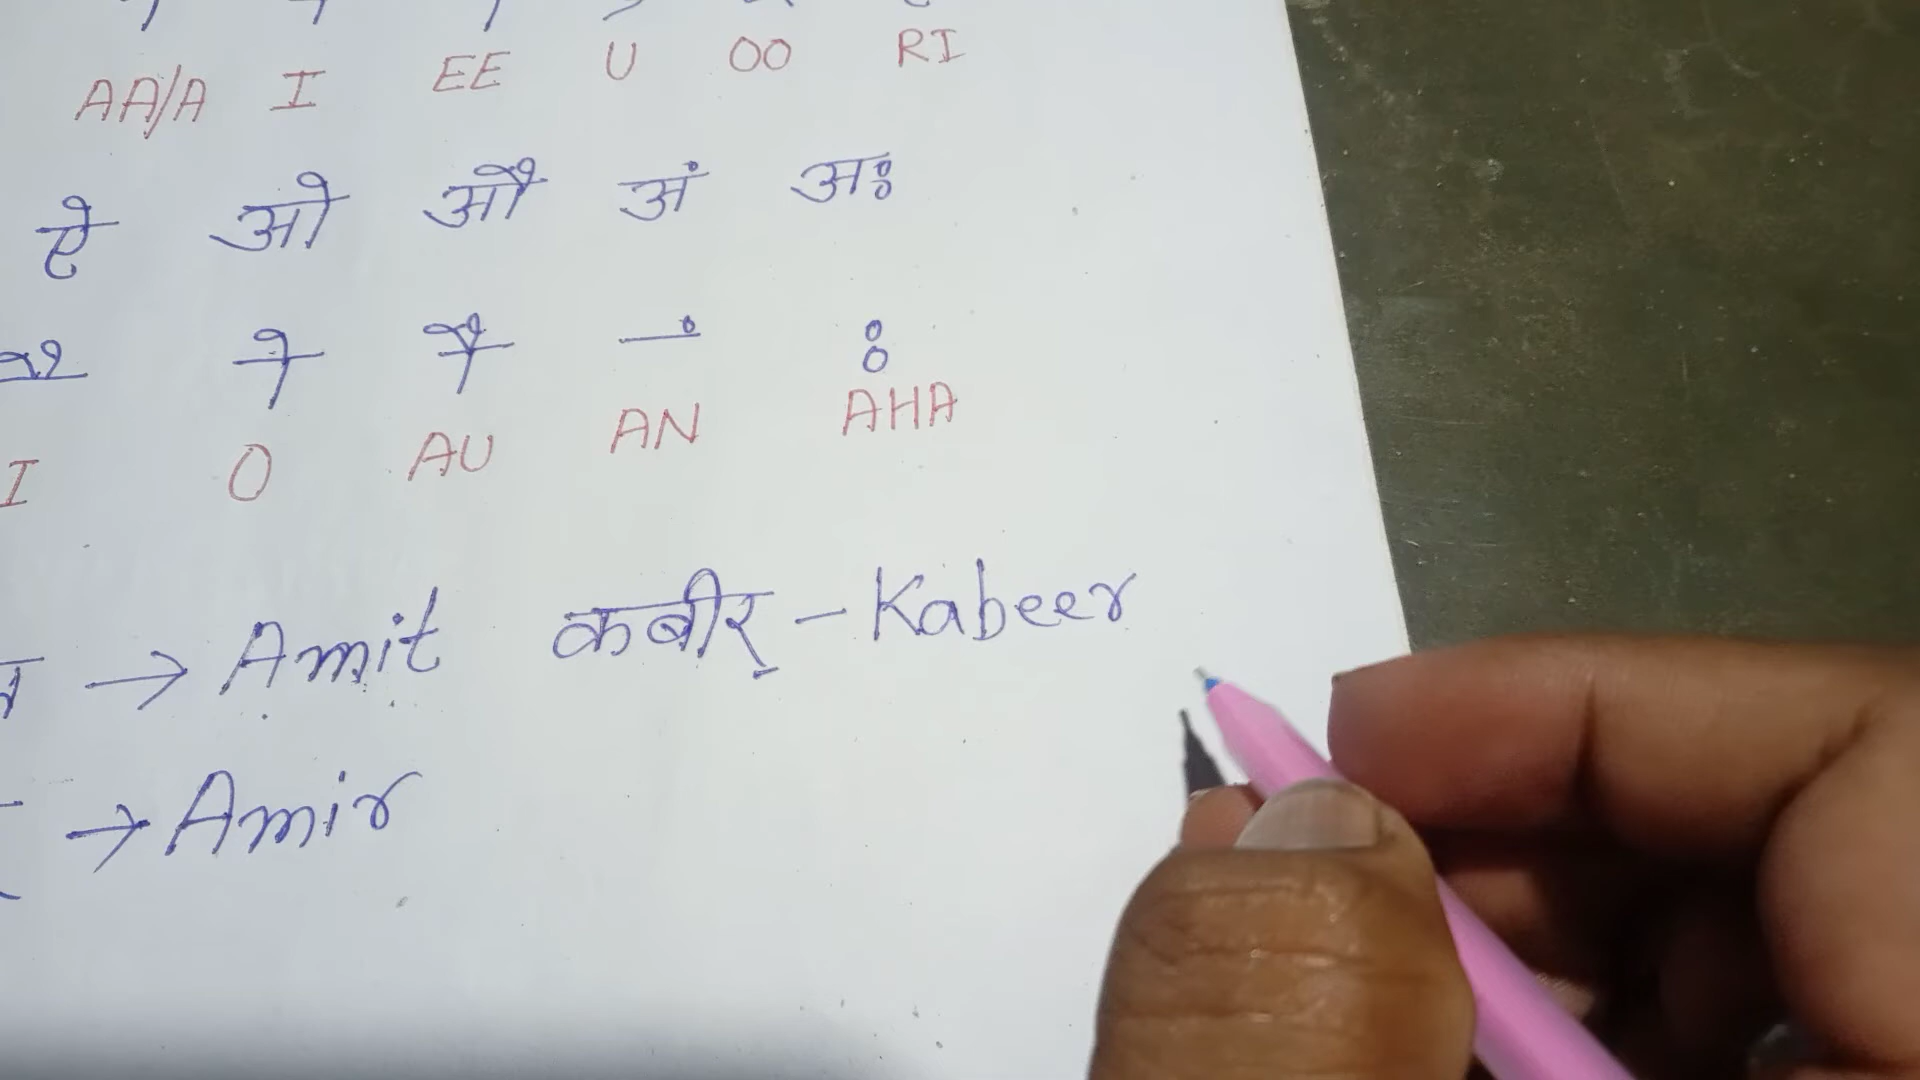 AA/A I EE U OO RI
ऐ ओ औ अं अः
ै ो ौ ं ः
I O AU AN AHA
→ Amit कबीर - Kabeer
→ Amir